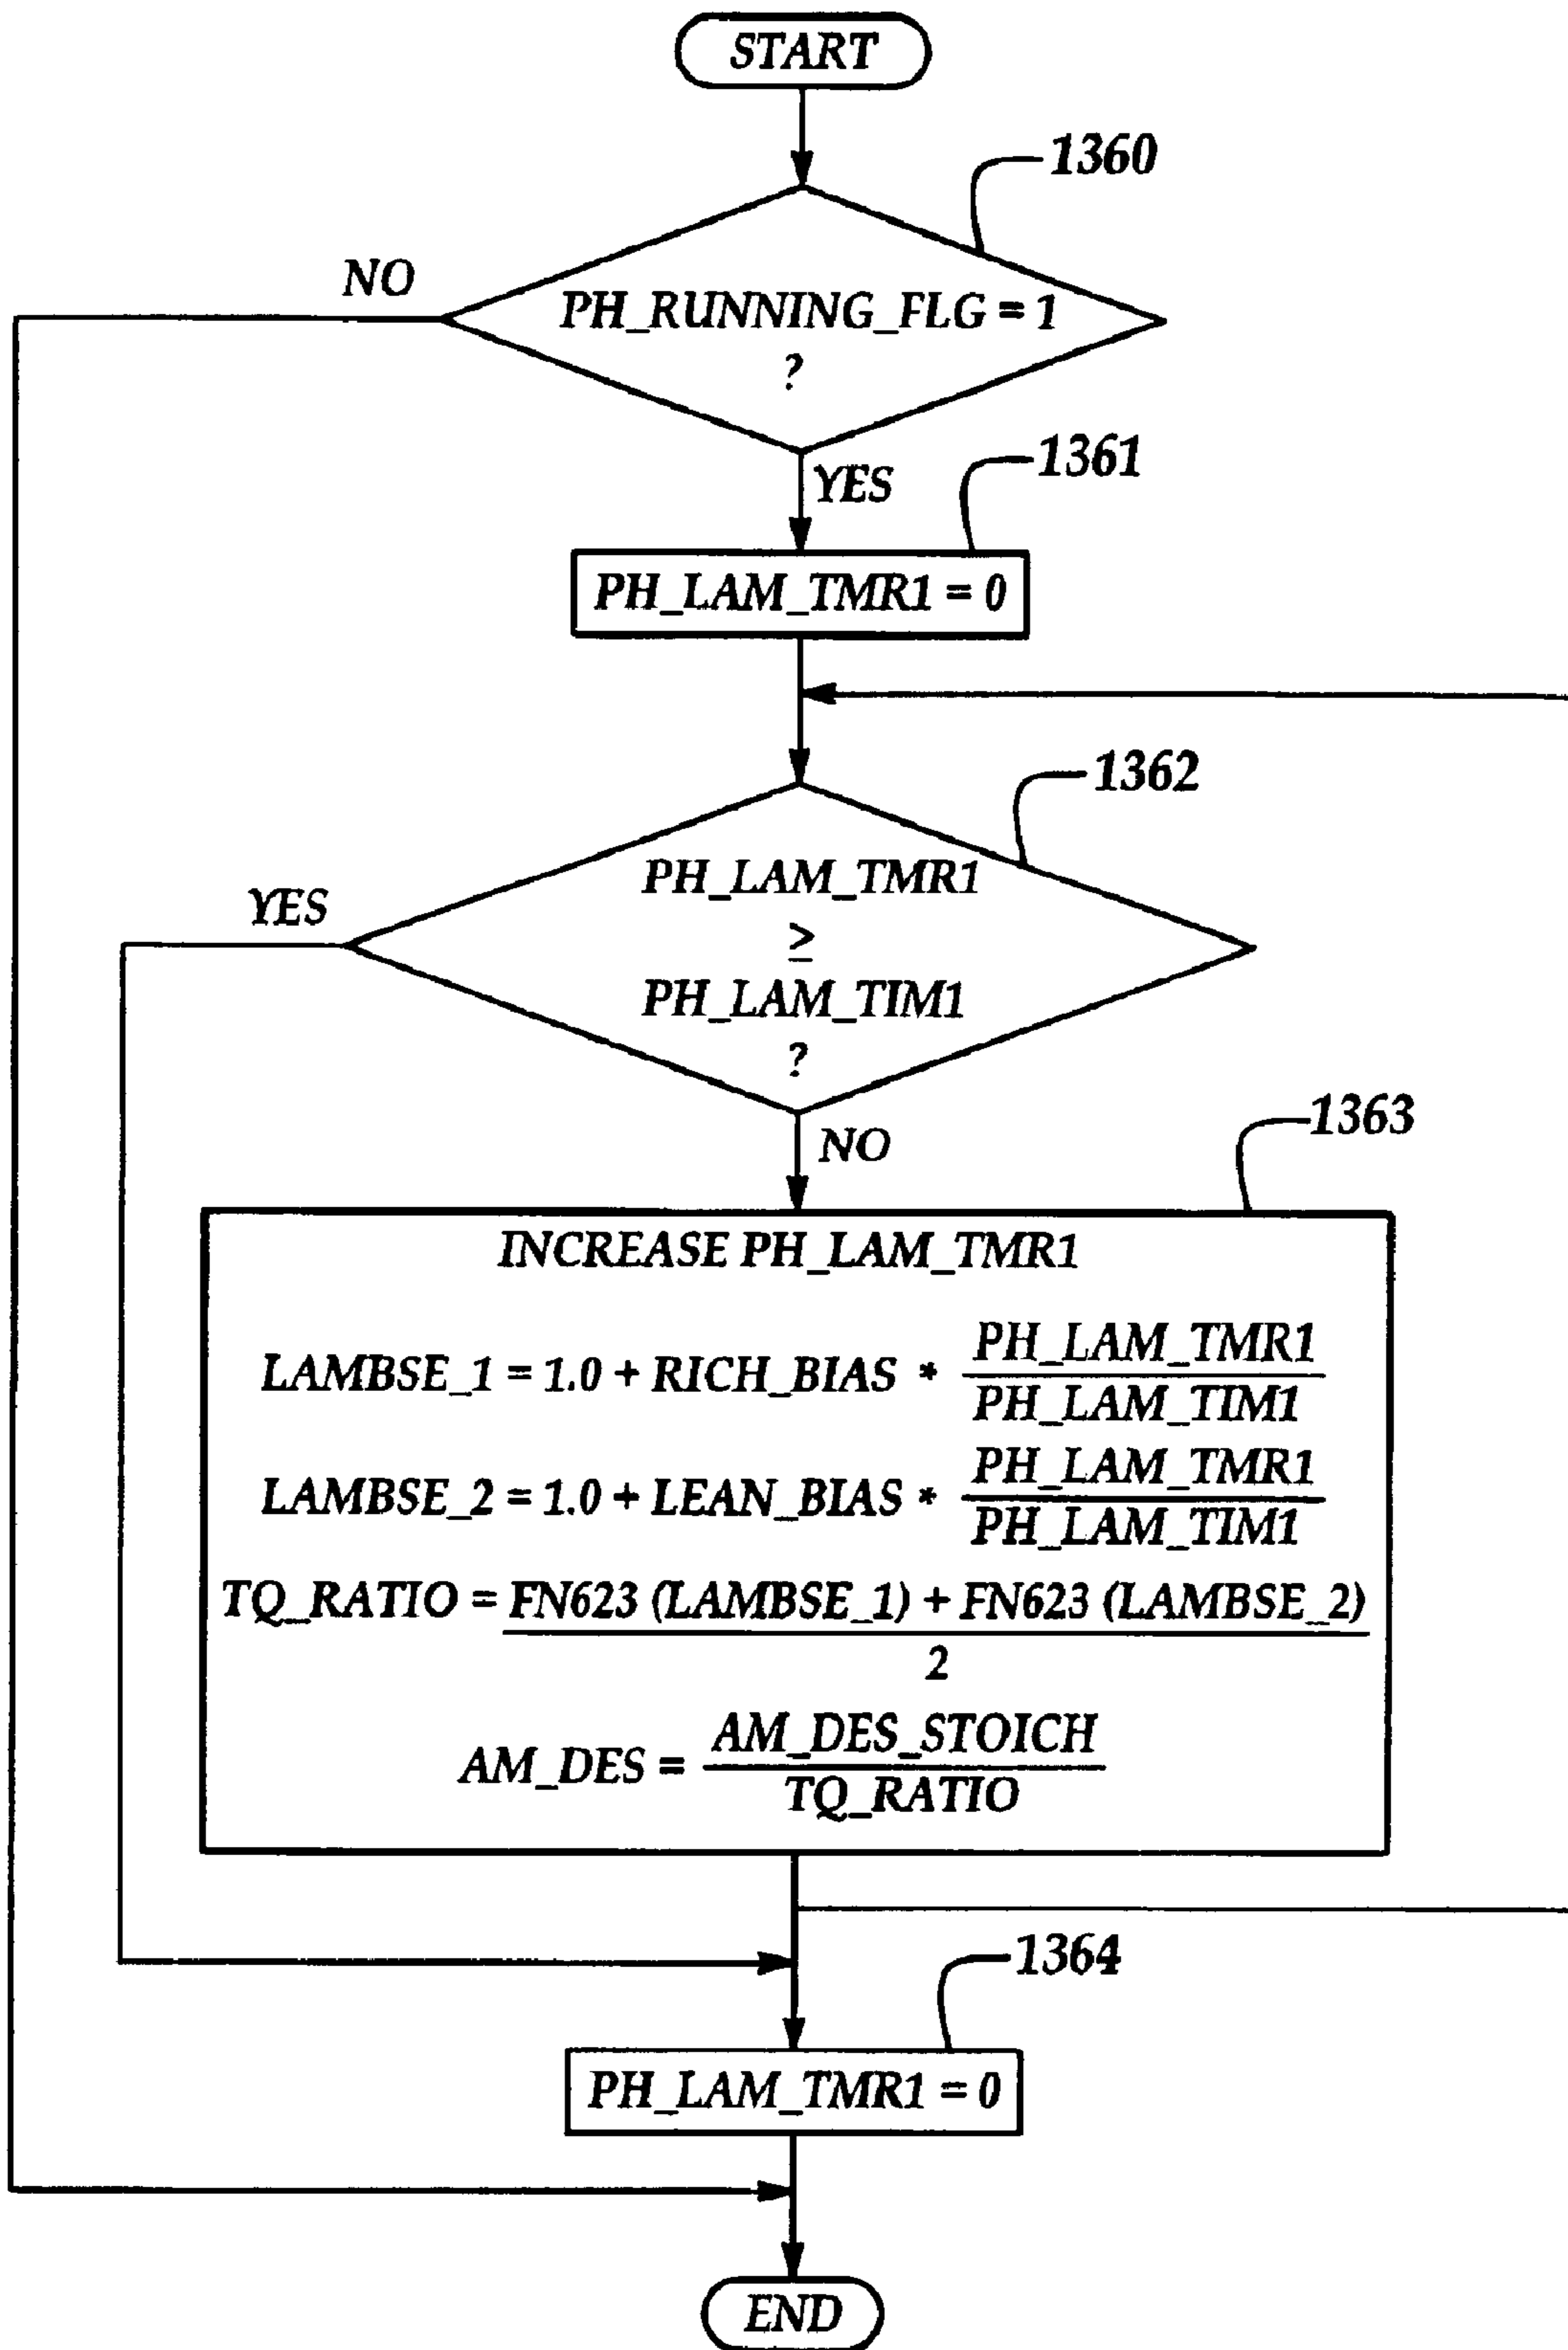 START
1360
NO
PH_RUNNING_FLG = 1
?
1361
YES
PH_LAM_TMR1 = 0
1362
PH_LAM_TMR1
YES
≥
PH_LAM_TIM1
?
1363
NO
INCREASE PH_LAM_TMR1
LAMBSE_1 = 1.0 + RICH_BIAS * PH_LAM_TMR1
PH_LAM_TIM1
LAMBSE_2 = 1.0 + LEAN_BIAS * PH_LAM_TMR1
PH_LAM_TIM1
TQ_RATIO = FN623 (LAMBSE_1) + FN623 (LAMBSE_2)
2
AM_DES = AM_DES_STOICH
TQ_RATIO
1364
PH_LAM_TMR1 = 0
END